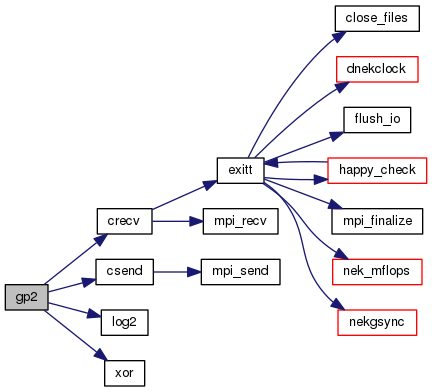 gp2
crecv
csend
log2
xor
exitt
mpi_recv
mpi_send
close_files
dnekclock
flush_io
happy_check
mpi_finalize
nek_mflops
nekgsync